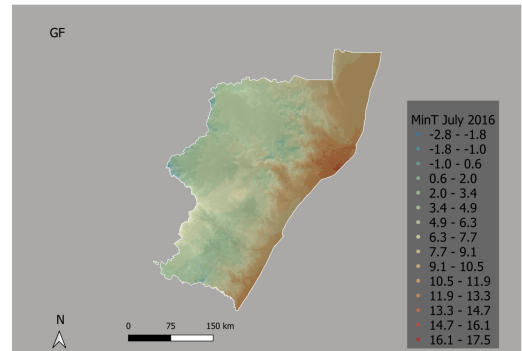 GF
MinT July 2016
-2.8 - -1.8
-1.8 - -1.0
-1.0 - 0.6
0.6 - 2.0
2.0 - 3.4
3.4 - 4.9
4.9 - 6.3
6.3 - 7.7
7.7 - 9.1
9.1 - 10.5
10.5 - 11.9
11.9 - 13.3
13.3 - 14.7
14.7 - 16.1
16.1 - 17.5
N
0 75 150 km